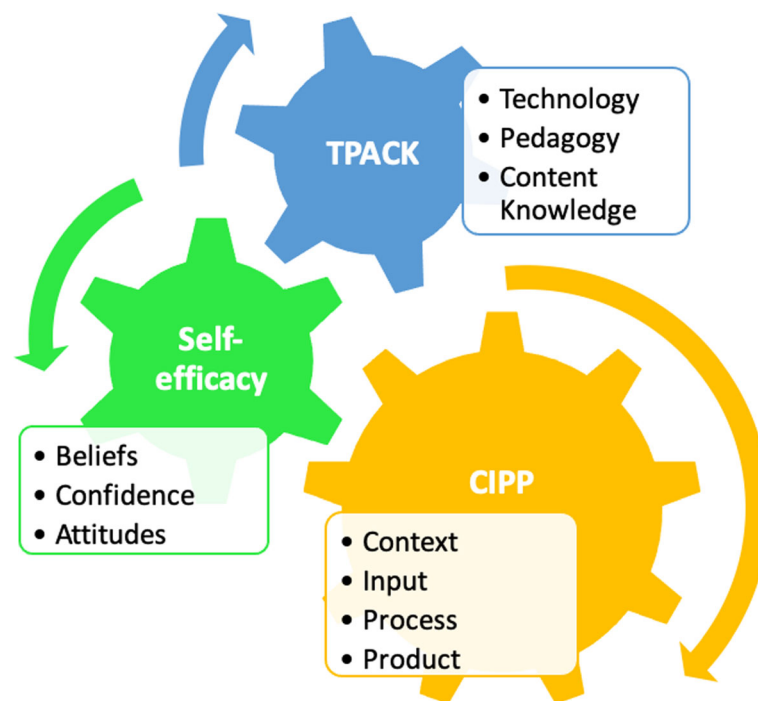 TPACK
• Technology
• Pedagogy
• Content
Knowledge
Self-
efficacy
• Beliefs
• Confidence
• Attitudes
CIPP
• Context
• Input
• Process
• Product